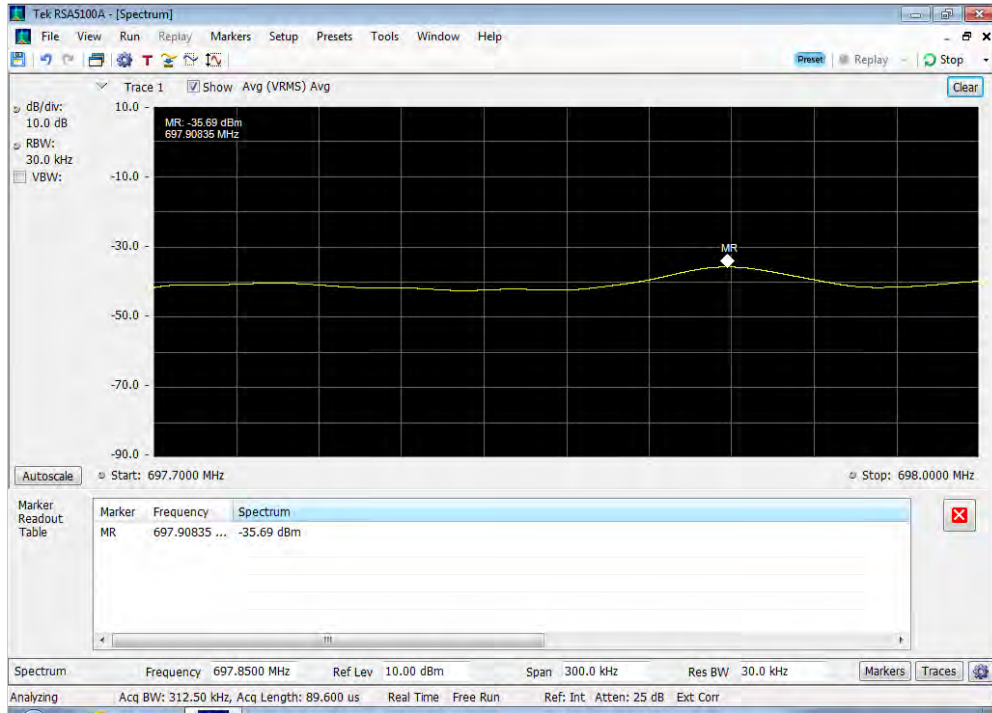 Tek RSA5100A - [Spectrum]
File View Run Replay Markers Setup Presets Tools Window Help
T
Preset Replay Stop
Trace 1 Show Avg (VRMS) Avg Clear
dB/div:
10.0 dB
RBW:
30.0 kHz
VBW:
10.0
MR: -35.69 dBm
697.90835 MHz
-10.0
-30.0
MR
-50.0
-70.0
-90.0
Autoscale Start: 697.7000 MHz Stop: 698.0000 MHz
Marker
Readout
Table
Marker Frequency Spectrum
MR 697.90835 ... -35.69 dBm
Spectrum Frequency 697.8500 MHz Ref Lev 10.00 dBm Span 300.0 kHz Res BW 30.0 kHz Markers Traces
Analyzing Acq BW: 312.50 kHz, Acq Length: 89.600 us Real Time Free Run Ref: Int Atten: 25 dB Ext Corr